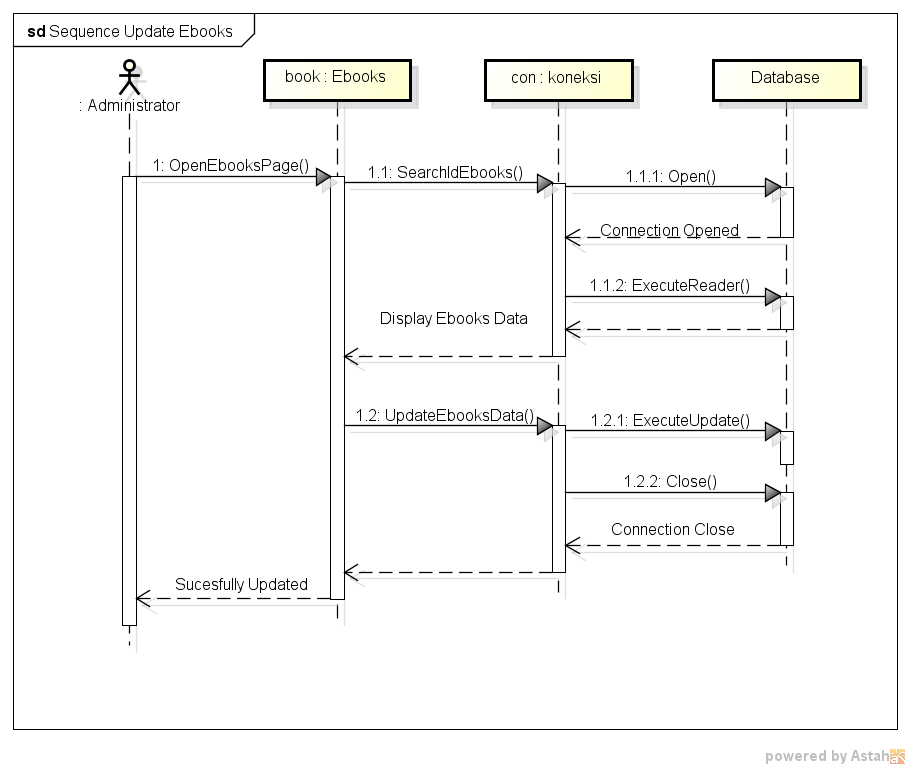 sd Sequence Update Ebooks
: Administrator
book : Ebooks
con : koneksi
Database
1: OpenEbooksPage()
1.1: SearchIdEbooks()
1.1.1: Open()
Connection Opened
1.1.2: ExecuteReader()
Display Ebooks Data
1.2: UpdateEbooksData()
1.2.1: ExecuteUpdate()
1.2.2: Close()
Connection Close
Sucesfully Updated
powered by Astah